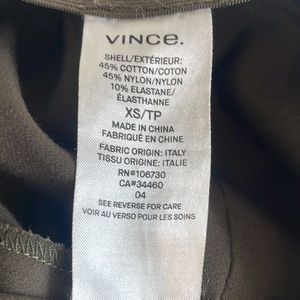 VINCE.
SHELL/EXTÉRIEUR:
45% COTTON/COTON
45% NYLON/NYLON
10% ELASTANE/
ÉLASTHANNE
XS/TP
MADE IN CHINA
FABRIQUÉ EN CHINE
FABRIC ORIGIN: ITALY
TISSU ORIGINE: ITALIE
RN#106730
CA#34460
04
SEE REVERSE FOR CARE
VOIR AU VERSO POUR LES SOINS